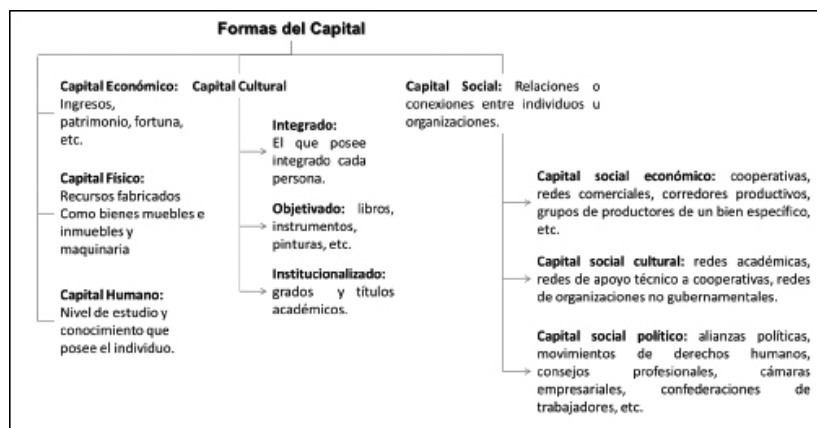 Formas del Capital
Capital Económico:
Ingresos,
patrimonio, fortuna,
etc.
Capital Físico:
Recursos fabricados
Como bienes muebles e
inmuebles y
maquinaria
Capital Humano:
Nivel de estudio y
conocimiento que
posee el individuo.
Capital Cultural
Integrado:
El que posee
integrado cada
persona.
Objetivado: libros,
instrumentos,
pinturas, etc.
Institucionalizado:
grados y títulos
académicos.
Capital Social: Relaciones o
conexiones entre individuos u
organizaciones.
Capital social económico: cooperativas,
redes comerciales, corredores productivos,
grupos de productores de un bien específico,
etc.
Capital social cultural: redes académicas,
redes de apoyo técnico a cooperativas, redes
de organizaciones no gubernamentales.
Capital social político: alianzas políticas,
movimientos de derechos humanos,
consejos profesionales, cámaras
empresariales, confederaciones de
trabajadores, etc.